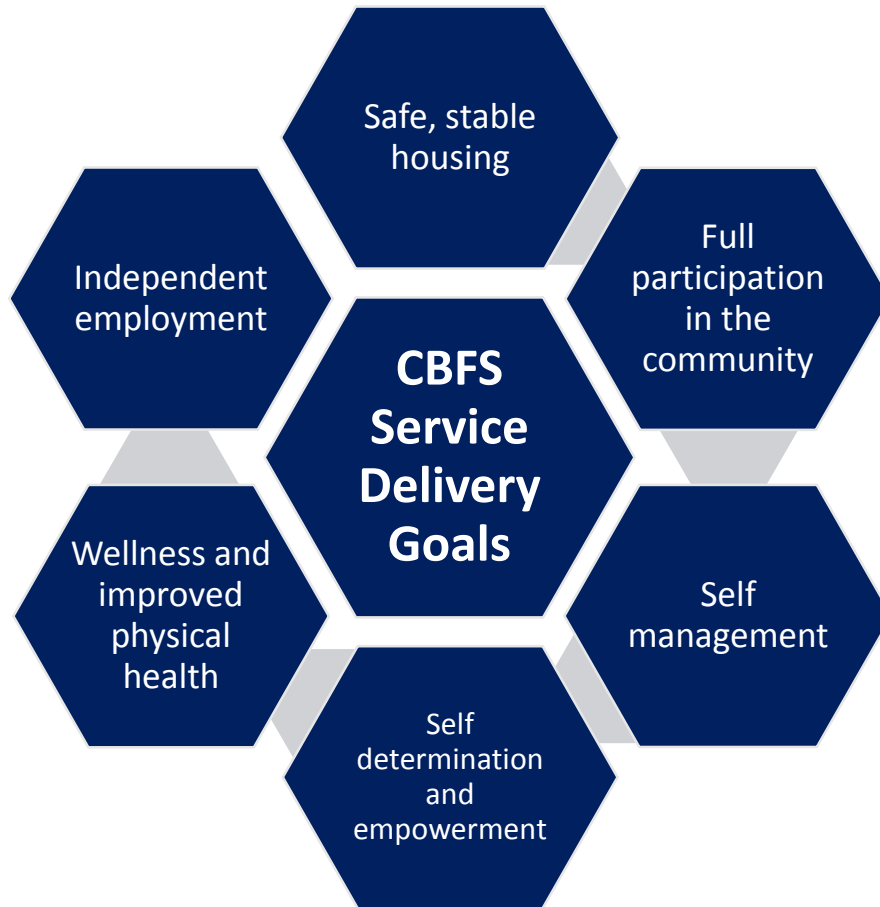 Safe, stable
housing
Full
participation
in the
community
Self
management
Self
determination
and
empowerment
Wellness and
improved
physical
health
Independent
employment
CBFS
Service
Delivery
Goals